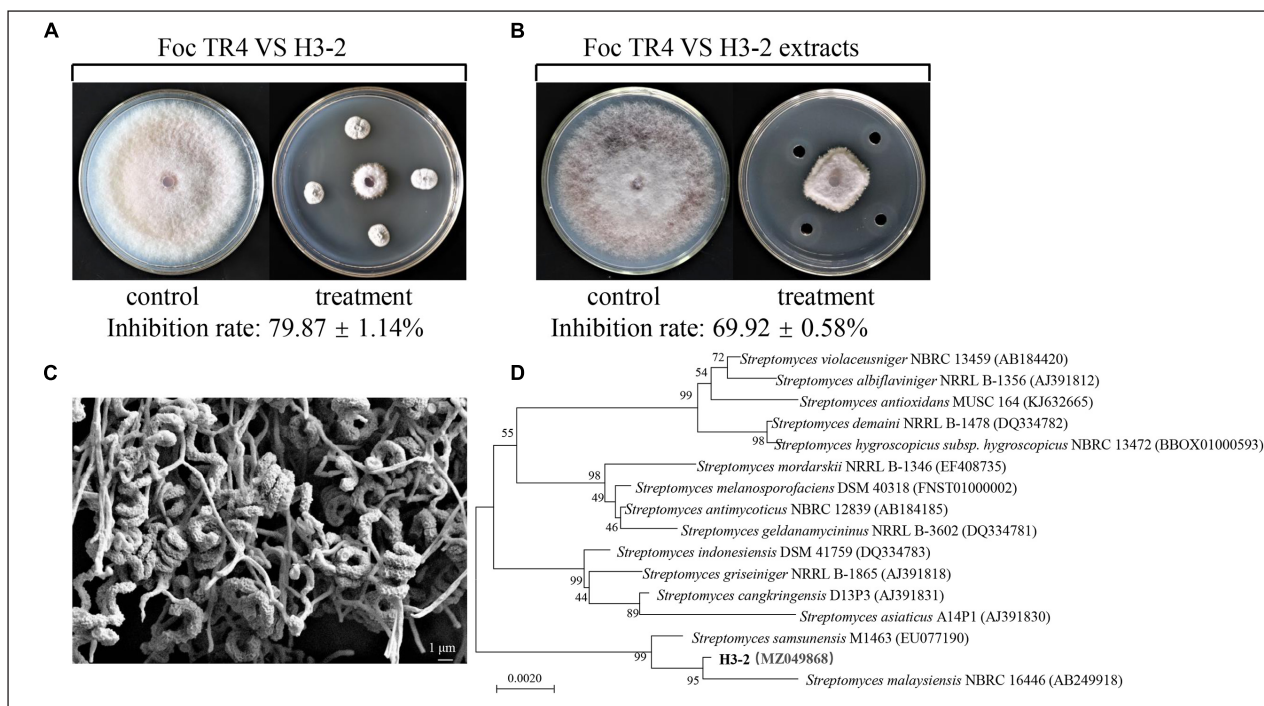 A
Foc TR4 VS H3-2
control
treatment
Inhibition rate: 79.87 ± 1.14%
B
Foc TR4 VS H3-2 extracts
control
treatment
Inhibition rate: 69.92 ± 0.58%
C
1 μm
D
72
Streptomyces violaceusniger NBRC 13459 (AB184420)
54
Streptomyces albiflaviniger NRRL B-1356 (AJ391812)
99
Streptomyces antioxidans MUSC 164 (KJ632665)
Streptomyces demaini NRRL B-1478 (DQ334782)
98
Streptomyces hygroscopicus subsp. hygroscopicus NBRC 13472 (BBOX01000593)
55
Streptomyces mordarskii NRRL B-1346 (EF408735)
98
Streptomyces melanosporofaciens DSM 40318 (FNST01000002)
49
Streptomyces antimycoticus NBRC 12839 (AB184185)
46
Streptomyces geldanamycininus NRRL B-3602 (DQ334781)
Streptomyces indonesiensis DSM 41759 (DQ334783)
99
Streptomyces griseiniger NRRL B-1865 (AJ391818)
44
Streptomyces cangkringensis D13P3 (AJ391831)
89
Streptomyces asiaticus A14P1 (AJ391830)
Streptomyces samsunensis M1463 (EU077190)
99
H3-2 (MZ049868)
95
Streptomyces malaysiensis NBRC 16446 (AB249918)
0.0020